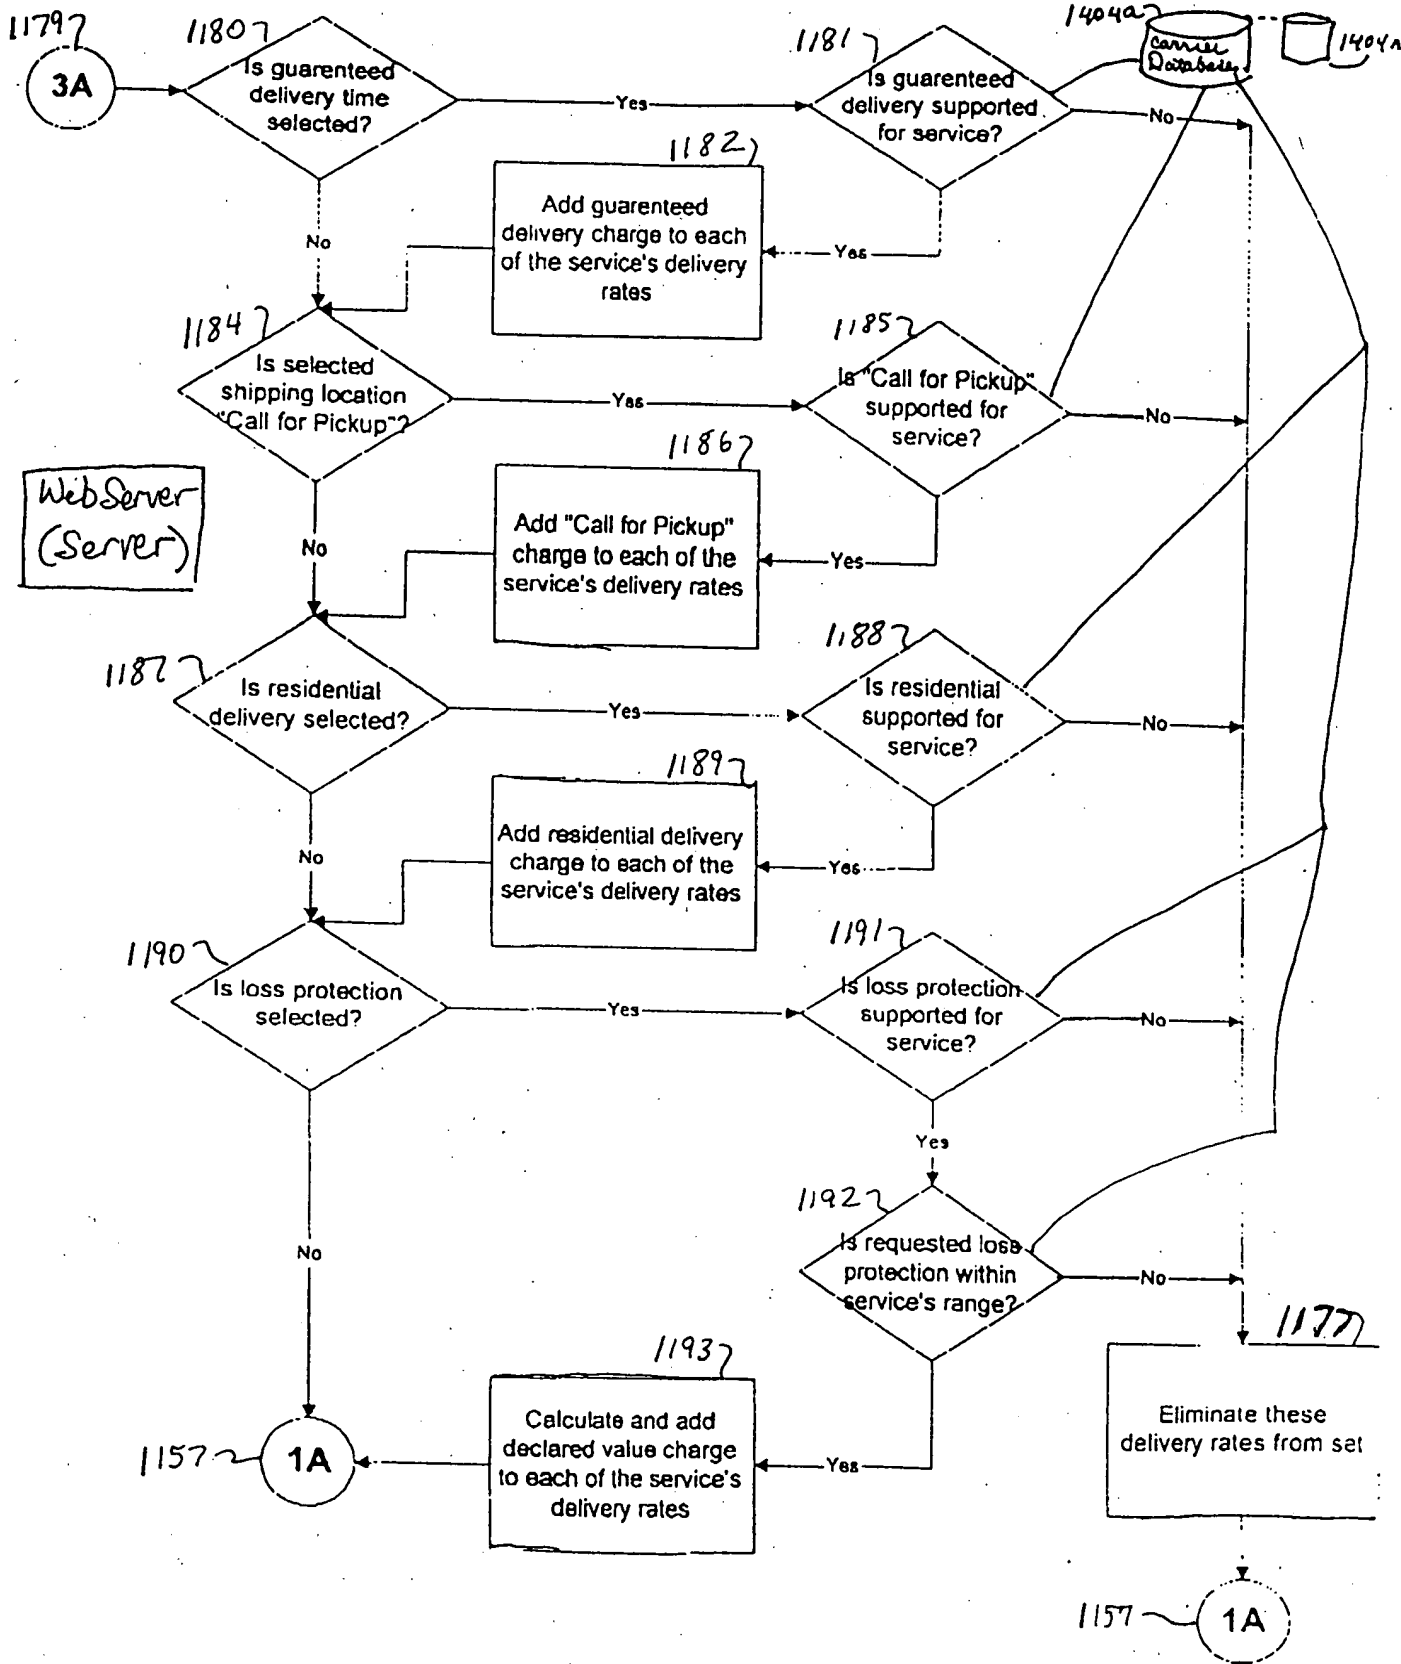 11797
3A
11807
Is guarenteed
delivery time
selected?
Yes
1181
Is guarenteed
delivery supported
for service?
1404a
Carrier
Database
1404n
No
1182
Add guarenteed
delivery charge to each
of the service's delivery
rates
No
Yes
1184
Is selected
shipping location
"Call for Pickup"?
Yes
1185
Is "Call for Pickup"
supported for
service?
No
WebServer
(Server)
1186
Add "Call for Pickup"
charge to each of the
service's delivery rates
No
Yes
1187
Is residential
delivery selected?
Yes
1188
Is residential
supported for
service?
No
1189
Add residential delivery
charge to each of the
service's delivery rates
No
Yes
1190
Is loss protection
selected?
Yes
1191
Is loss protection
supported for
service?
No
Yes
1192
Is requested loss
protection within
service's range?
No
No
1177
Eliminate these
delivery rates from set
1193
Calculate and add
declared value charge
to each of the service's
delivery rates
Yes
1157
1A
1157
1A